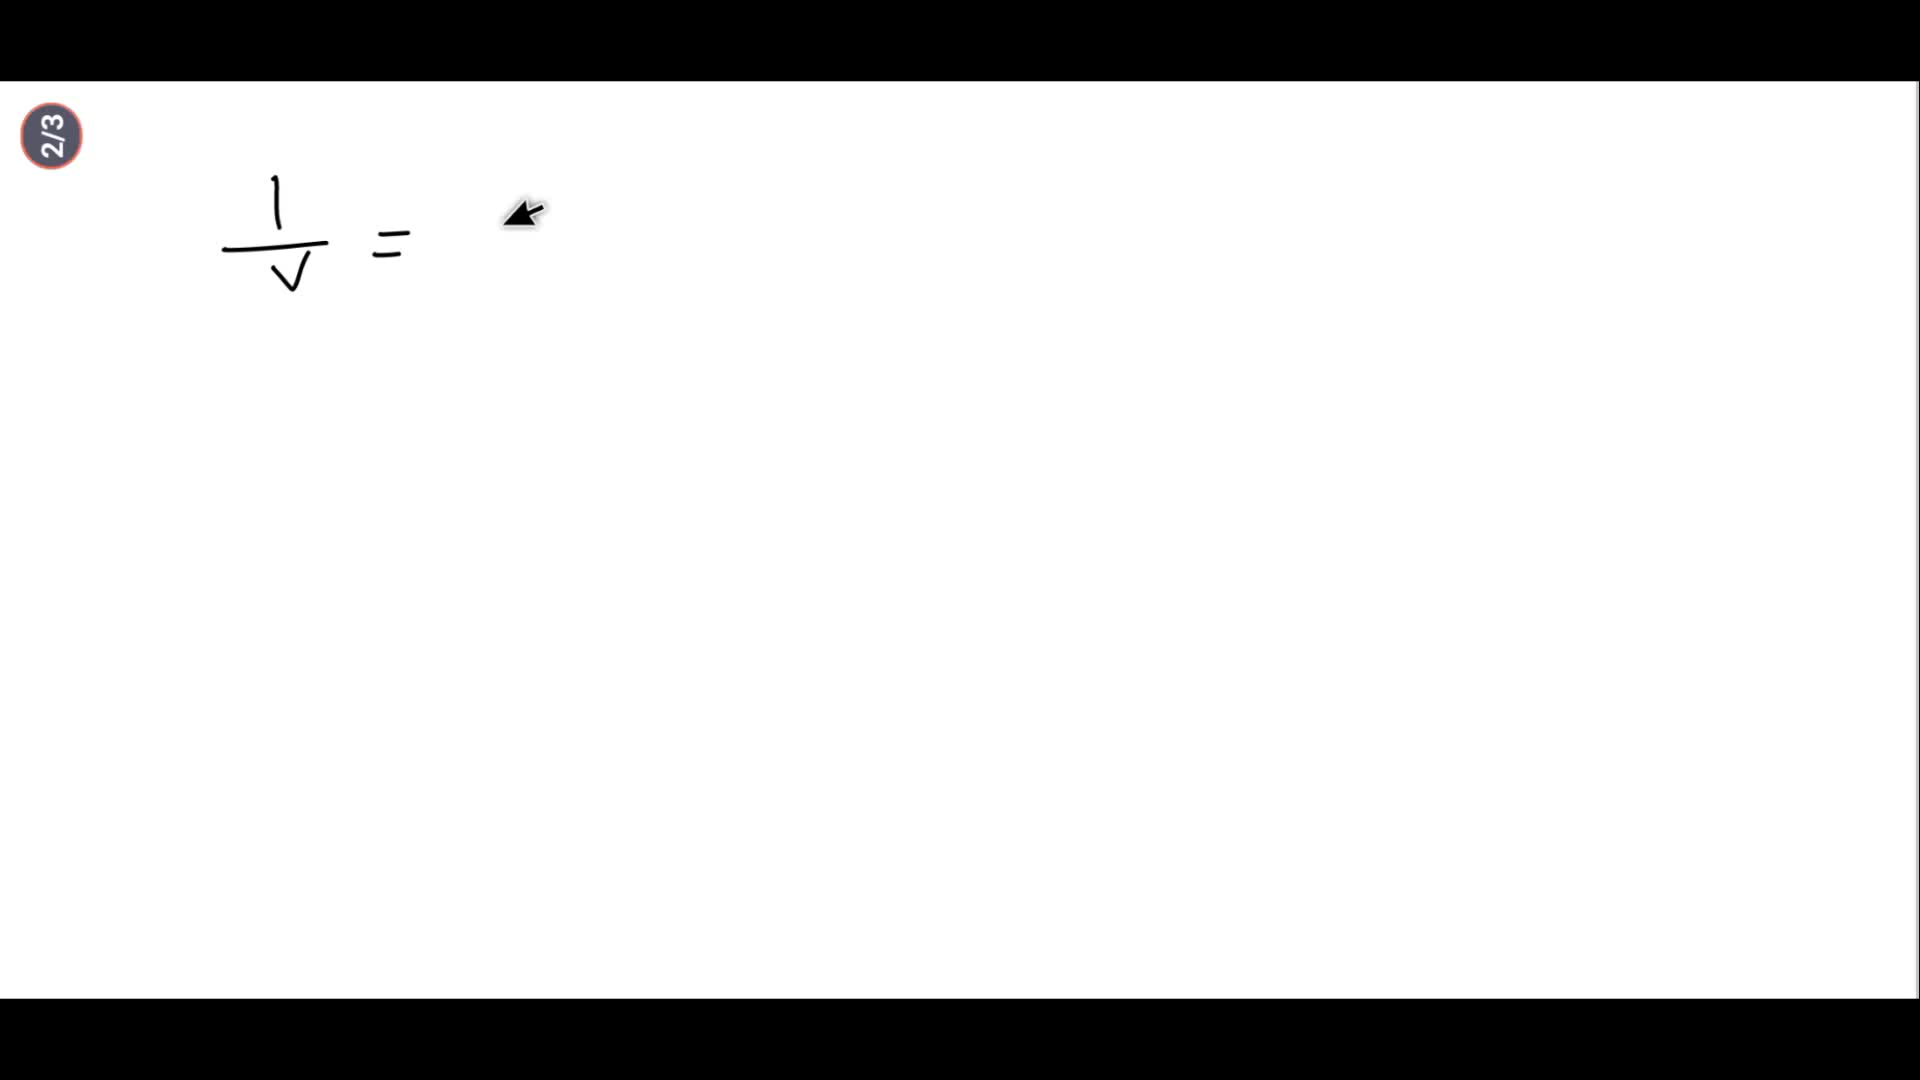 2/3
1/V =